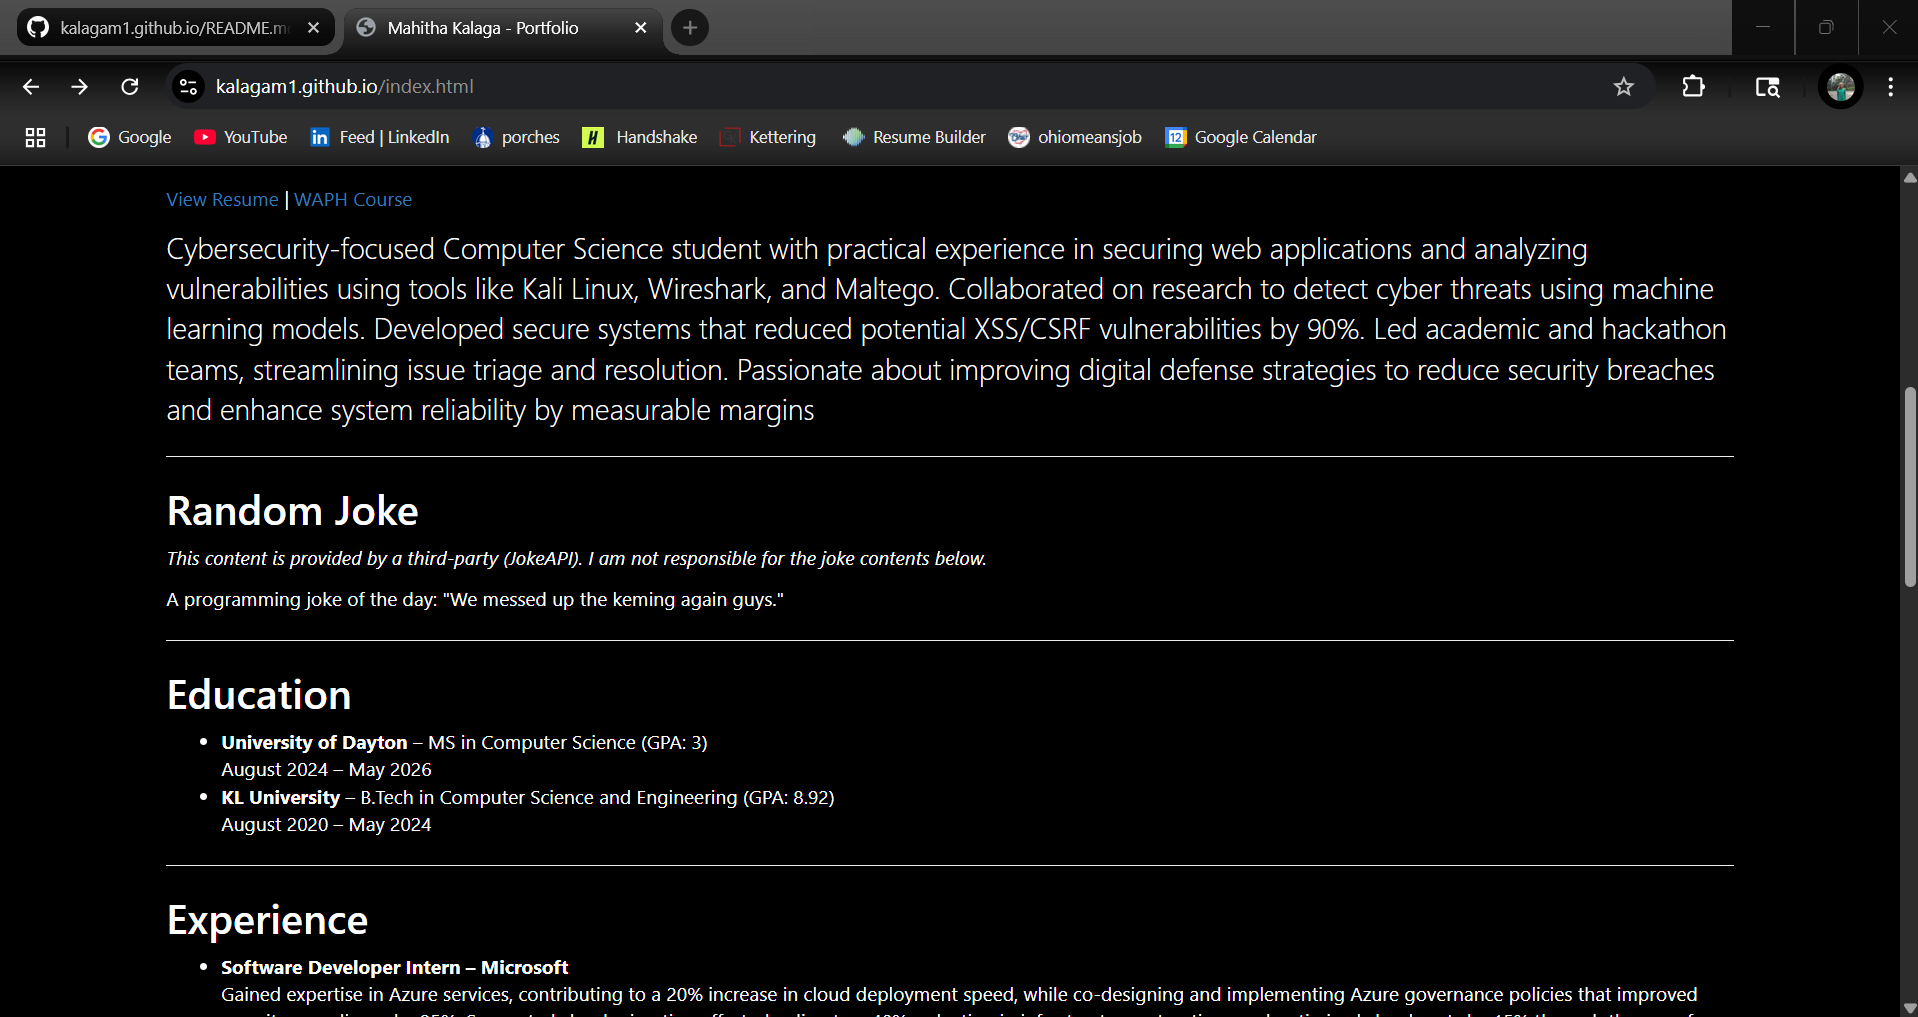 kalagam1.github.io/README.m
Mahitha Kalaga - Portfolio
kalagam1.github.io/index.html
Google
YouTube
Feed | LinkedIn
porches
Handshake
Kettering
Resume Builder
ohiomeansjob
12
Google Calendar
View Resume | WAPH Course
Cybersecurity-focused Computer Science student with practical experience in securing web applications and analyzing
vulnerabilities using tools like Kali Linux, Wireshark, and Maltego. Collaborated on research to detect cyber threats using machine
learning models. Developed secure systems that reduced potential XSS/CSRF vulnerabilities by 90%. Led academic and hackathon
teams, streamlining issue triage and resolution. Passionate about improving digital defense strategies to reduce security breaches
and enhance system reliability by measurable margins
Random Joke
This content is provided by a third-party (JokeAPI). I am not responsible for the joke contents below.
A programming joke of the day: "We messed up the keming again guys."
Education
• University of Dayton – MS in Computer Science (GPA: 3)
August 2024 – May 2026
• KL University – B.Tech in Computer Science and Engineering (GPA: 8.92)
August 2020 – May 2024
Experience
• Software Developer Intern – Microsoft
Gained expertise in Azure services, contributing to a 20% increase in cloud deployment speed, while co-designing and implementing Azure governance policies that improved